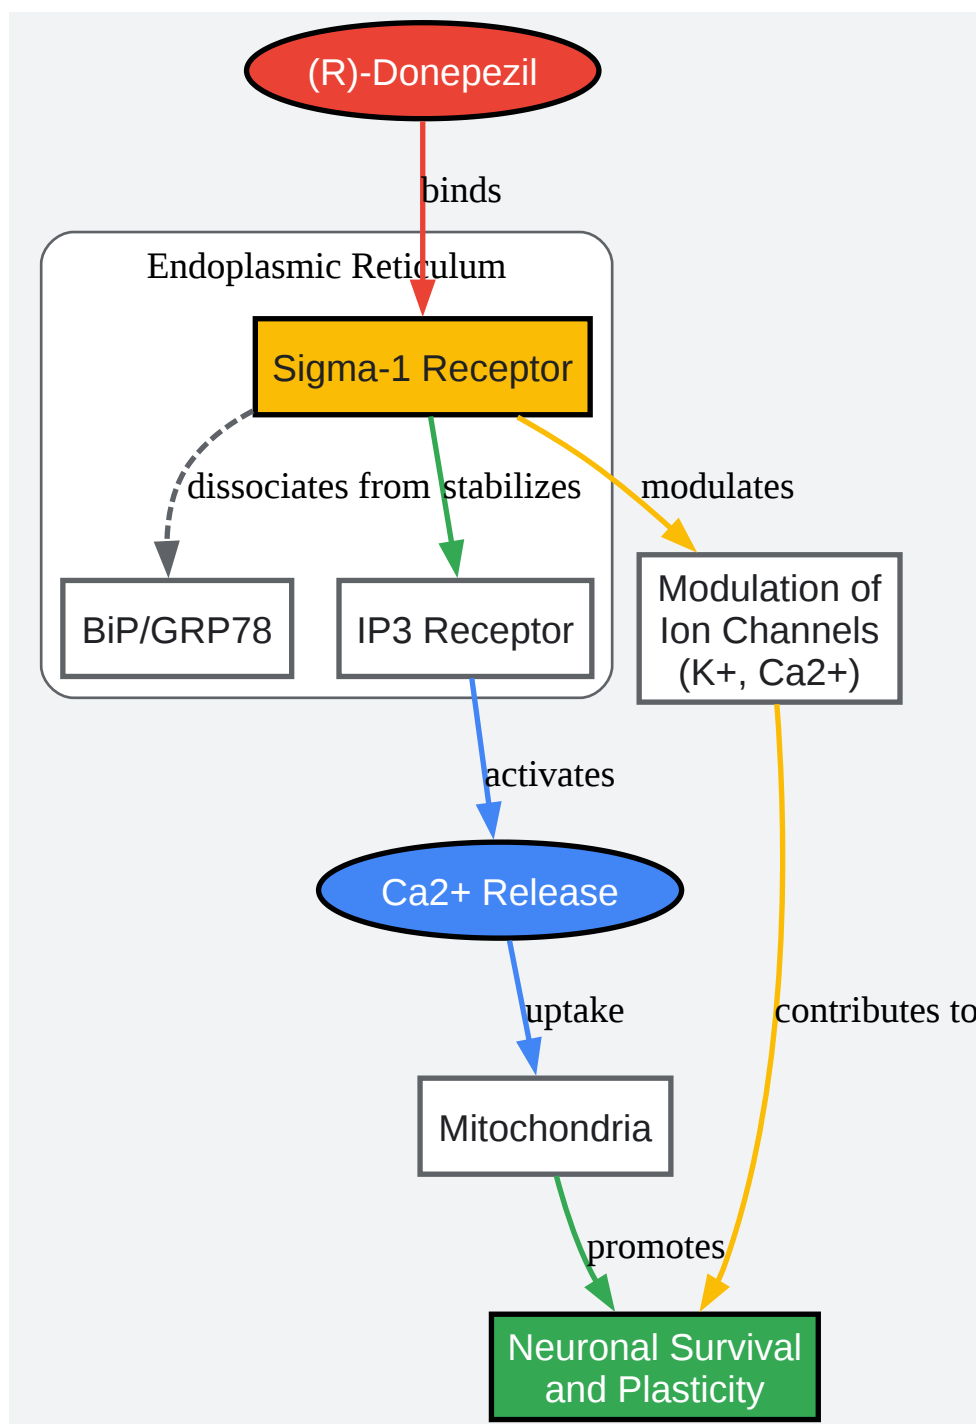 (R)-Donepezil
binds
Endoplasmic Reticulum
Sigma-1 Receptor
dissociates from
stabilizes
modulates
BiP/GRP78
IP3 Receptor
Modulation of
Ion Channels
(K+, Ca2+)
activates
Ca2+ Release
uptake
contributes to
Mitochondria
promotes
Neuronal Survival
and Plasticity